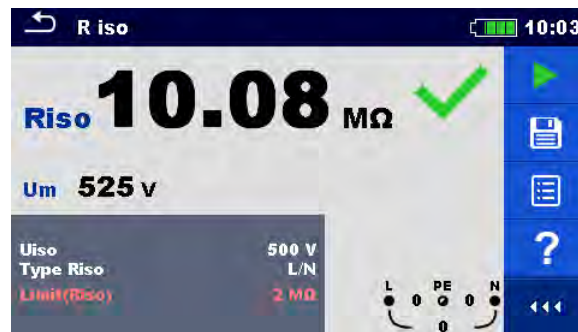 R iso 10:03
Riso 10.08 MΩ
Um 525 V
Uiso 500 V
Type Riso L/N
Limit(Riso) 2 MΩ
?
L PE N
0 0
0